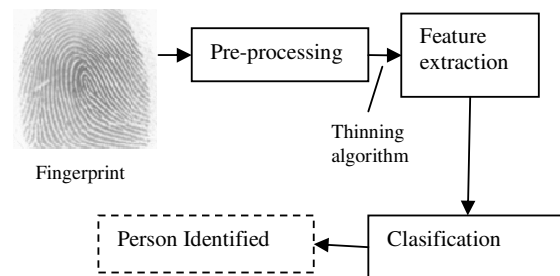 Pre-processing
Feature
extraction
Thinning
algorithm
Fingerprint
Person Identified
Clasification